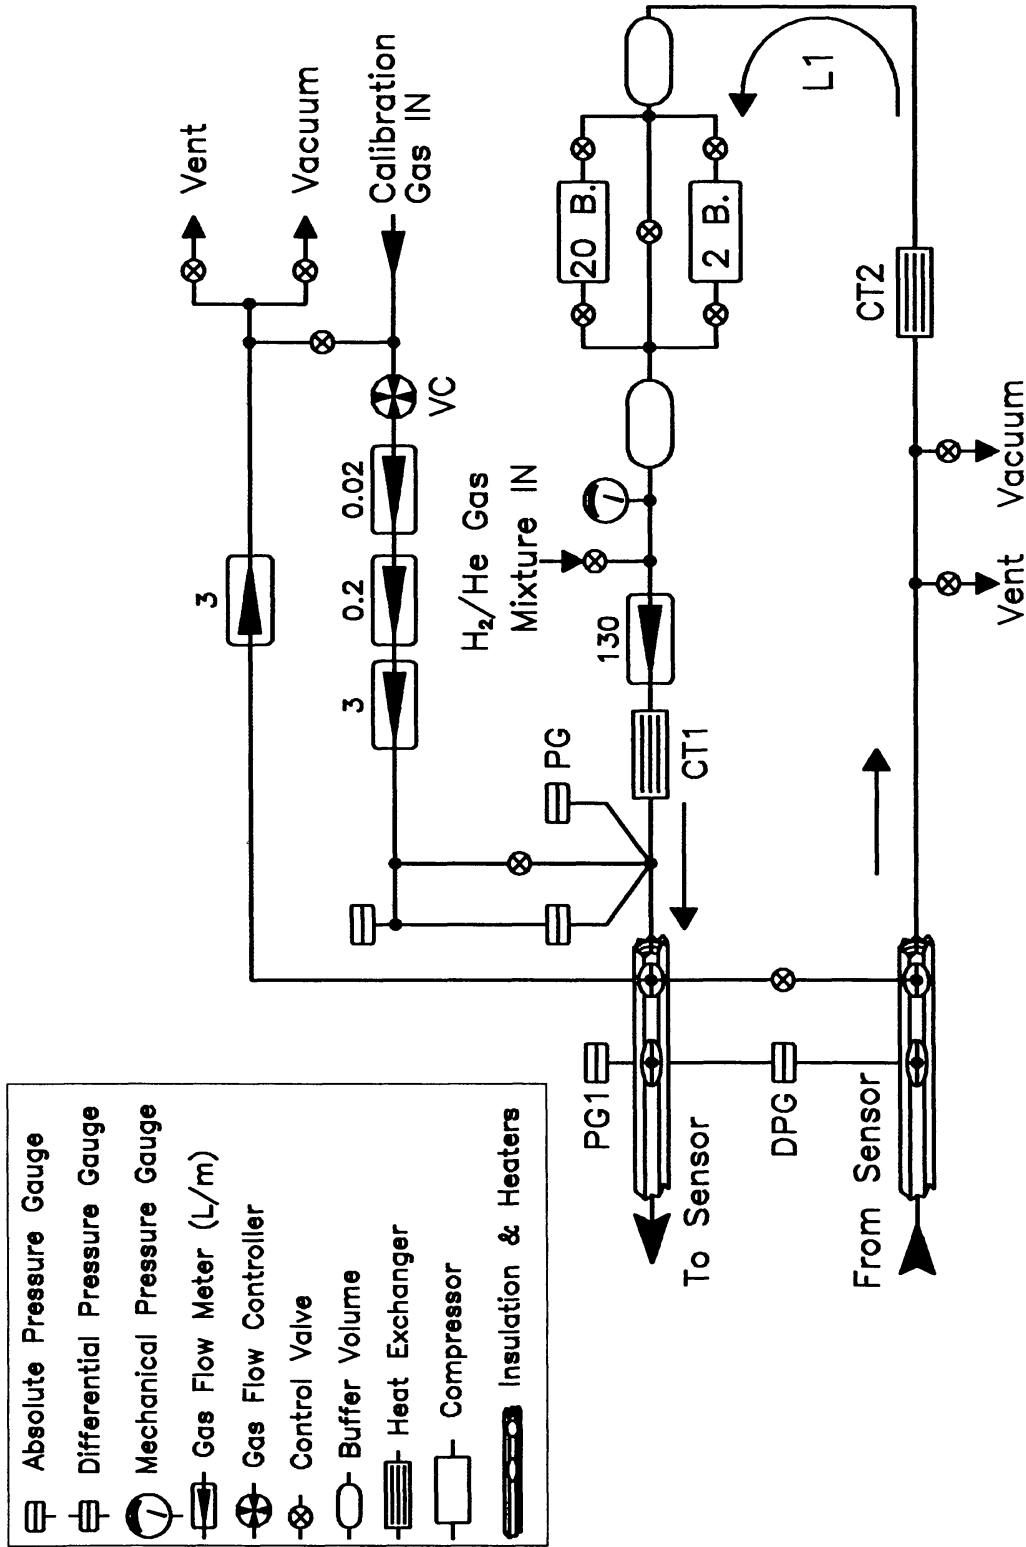 Absolute Pressure Gauge
Differential Pressure Gauge
Mechanical Pressure Gauge
Gas Flow Meter (L/m)
Gas Flow Controller
Control Valve
Buffer Volume
Heat Exchanger
Compressor
Insulation & Heaters
3
Vent
Vacuum
Calibration
Gas IN
3
0.2
0.02
VC
PG
H₂/He Gas
Mixture IN
130
CT1
20 B.
2 B.
L1
PG1
DPG
To Sensor
From Sensor
CT2
Vent
Vacuum